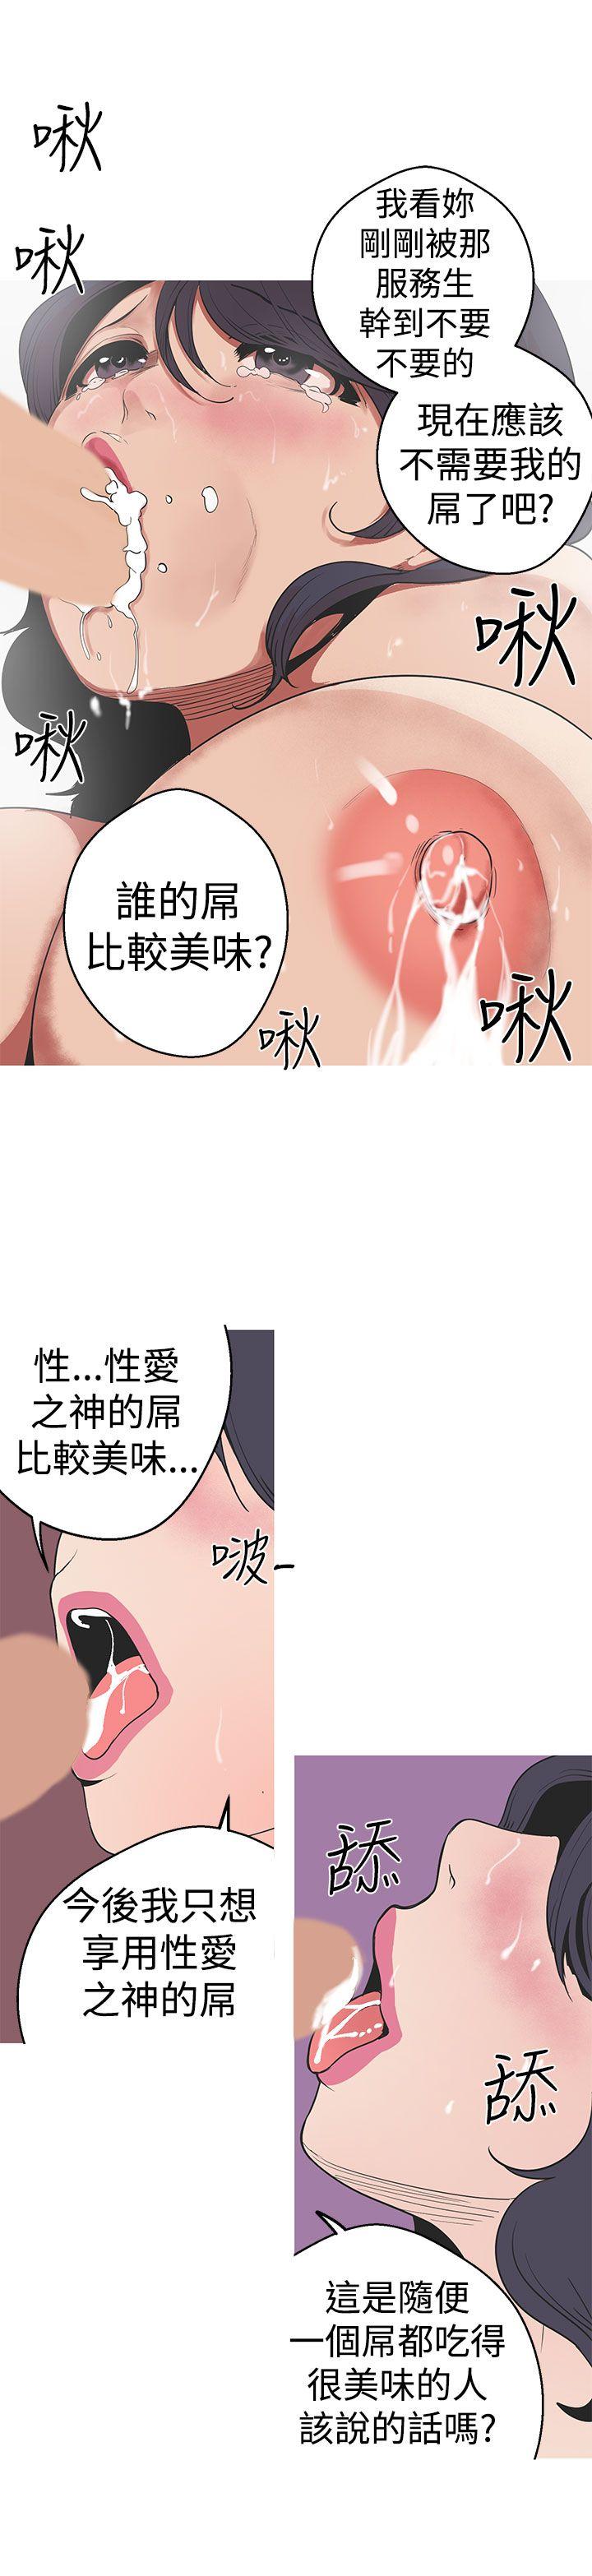 啾
啾
我看妳
剛剛被那
服務生
幹到不要
不要的
現在應該
不需要我的
屌了吧?
啾
啾
誰的屌
比較美味?
啾
啾
性...性愛
之神的屌
比較美味...
啵~
今後我只想
享用性愛
之神的屌
舔
舔
這是隨便
一個屌都吃得
很美味的人
該說的話嗎?